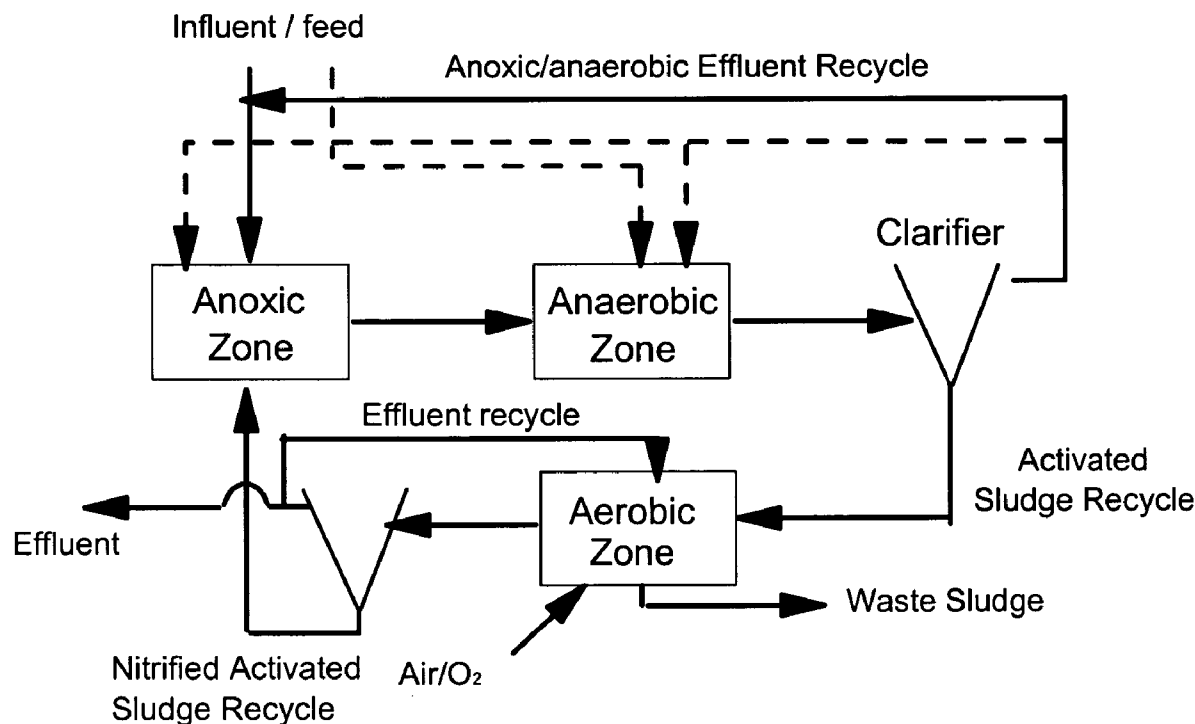 Influent / feed
Anoxic/anaerobic Effluent Recycle
Clarifier
Anoxic
Zone
Anaerobic
Zone
Effluent recycle
Activated
Sludge Recycle
Aerobic
Zone
Effluent
Waste Sludge
Nitrified Activated
Sludge Recycle
Air/O₂